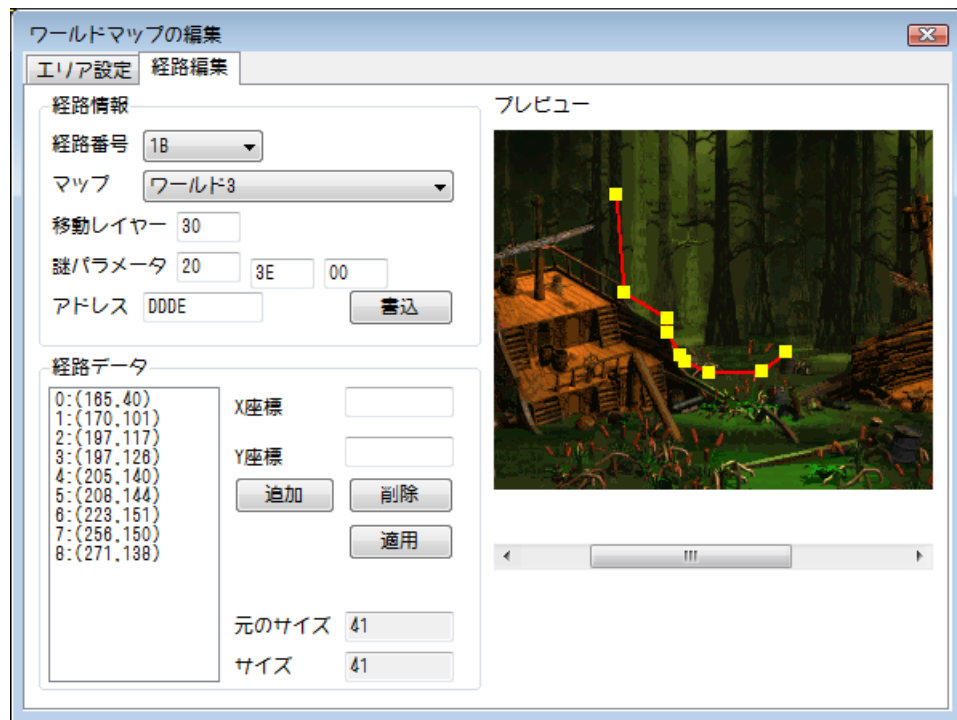 ワールドマップの編集
エリア設定 経路編集
経路情報
経路番号 1B
マップ ワールド3
移動レイヤー 30
謎パラメータ 20 3E 00
アドレス DDDE 書込
経路データ
0:(165,40)
1:(170,101)
2:(197,117)
3:(197,126)
4:(205,140)
5:(208,144)
6:(223,151)
7:(256,150)
8:(271,138)
X座標
Y座標
追加 削除
適用
元のサイズ 41
サイズ 41
プレビュー